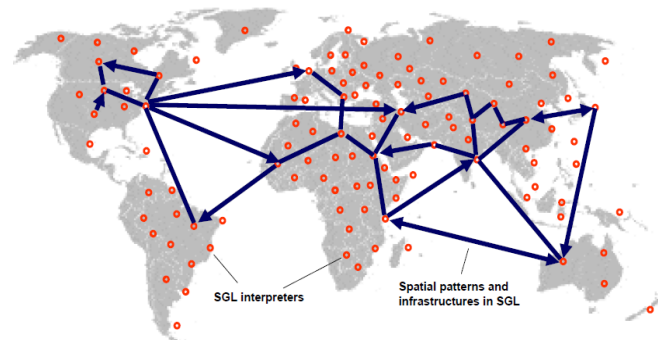 SGL interpreters
Spatial patterns and
infrastructures in SGL